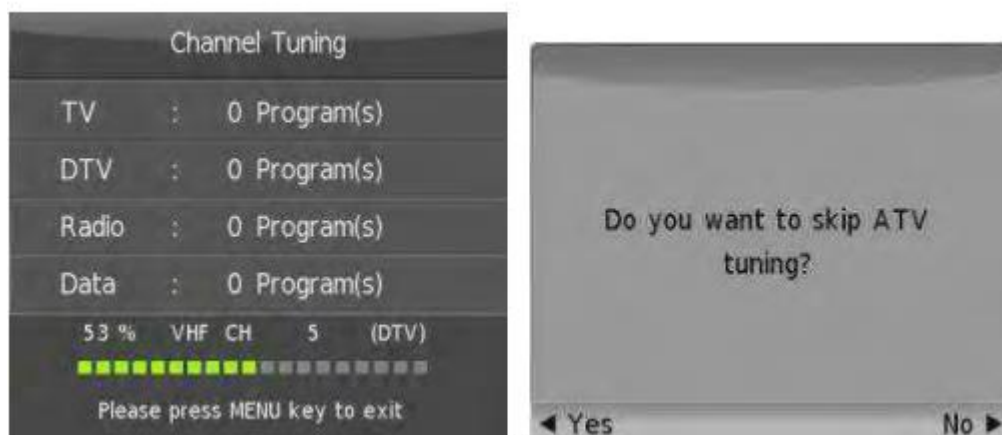 Channel Tuning
TV : 0 Program(s)
DTV : 0 Program(s)
Radio : 0 Program(s)
Data : 0 Program(s)
53 % VHF CH 5 (DTV)
Please press MENU key to exit
Do you want to skip ATV
tuning?
◀ Yes No ▶